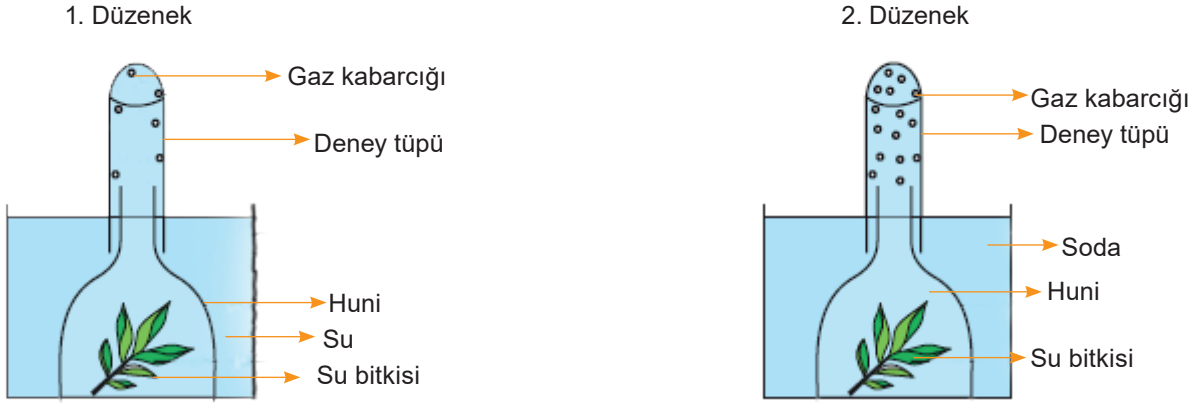 1. Düzenek
Gaz kabarcığı
Deney tüpü
Huni
Su
Su bitkisi
2. Düzenek
Gaz kabarcığı
Deney tüpü
Soda
Huni
Su bitkisi